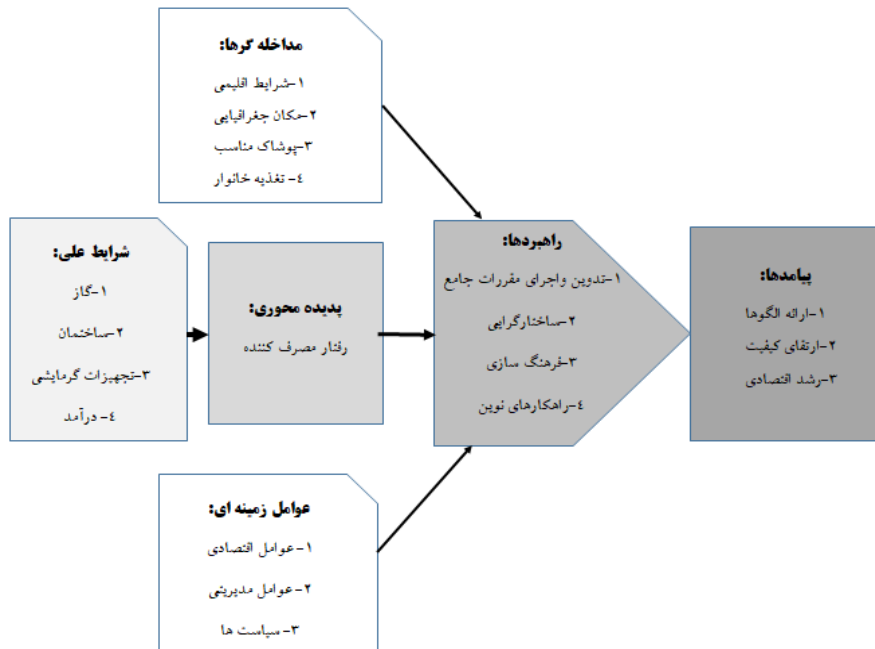 مداخله گرها:
۱-شرایط اقلیمی
۲-مکان جغرافیایی
۳-پوشاک مناسب
٤- تغذیه خانوار
شرایط علی:
۱-گاز
۲-ساختمان
۳-تجهیزات گرمایشی
٤- درآمد
پدیده محوری:
رفتار مصرف کننده
راهبردها:
۱-تدوین واجرای مقررات جامع
۲-ساختارگرایی
۳-فرهنگ سازی
٤-راهکارهای نوین
پیامدها:
۱-ارائه الگوها
۲-ارتقای کیفیت
۳-رشد اقتصادی
عوامل زمینه ای:
۱- عوامل اقتصادی
۲- عوامل مدیریتی
۳- سیاست ها